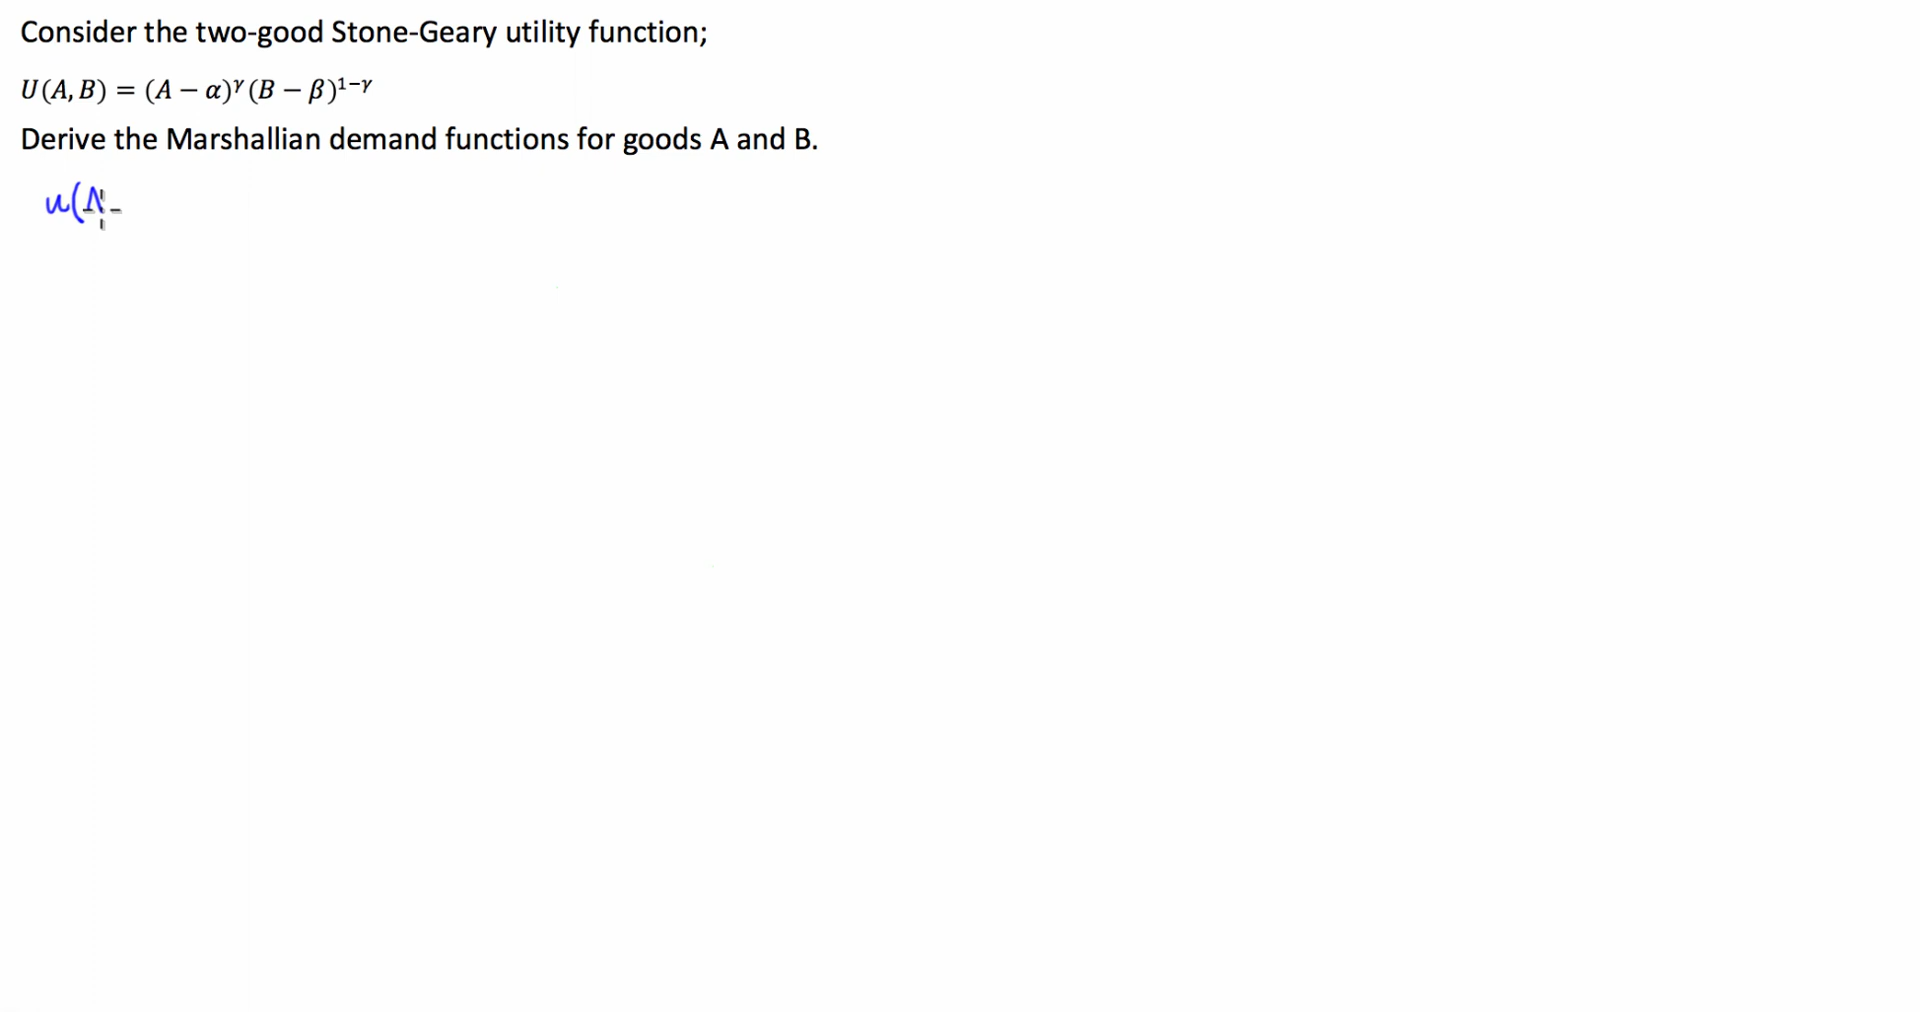 Consider the two-good Stone-Geary utility function;
U(A, B) = (A − α)^γ (B − β)^{1−γ}
Derive the Marshallian demand functions for goods A and B.
u(A